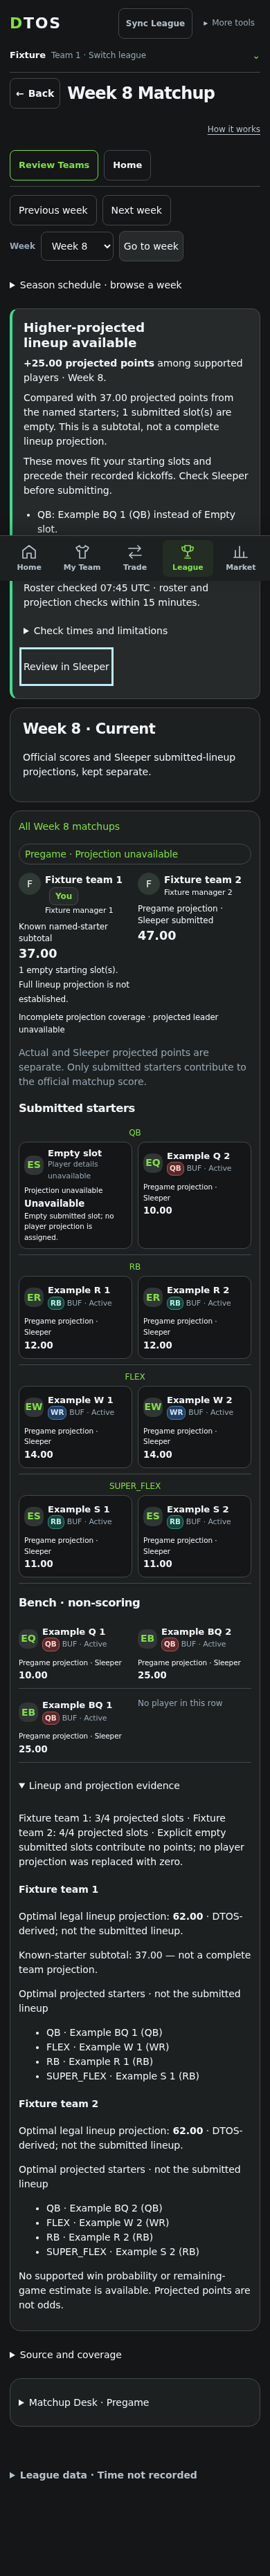 DTOS
Sync League
▸ More tools
Fixture Team 1 · Switch league
← Back
Week 8 Matchup
How it works
Review Teams
Home
Previous week
Next week
Week
Week 8
Go to week
▶ Season schedule · browse a week
Higher-projected
lineup available
+25.00 projected points among supported
players · Week 8.
Compared with 37.00 projected points from
the named starters; 1 submitted slot(s) are
empty. This is a subtotal, not a complete
lineup projection.
These moves fit your starting slots and
precede their recorded kickoffs. Check Sleeper
before submitting.
• QB: Example BQ 1 (QB) instead of Empty
slot.
Home
My Team
Trade
League
Market
Roster checked 07:45 UTC · roster and
projection checks within 15 minutes.
▶ Check times and limitations
Review in Sleeper
Week 8 · Current
Official scores and Sleeper submitted-lineup
projections, kept separate.
All Week 8 matchups
Pregame · Projection unavailable
F
Fixture team 1
You
Fixture manager 1
Known named-starter
subtotal
37.00
1 empty starting slot(s).
Full lineup projection is not
established.
F
Fixture team 2
Fixture manager 2
Pregame projection ·
Sleeper submitted
47.00
Incomplete projection coverage · projected leader
unavailable
Actual and Sleeper projected points are
separate. Only submitted starters contribute to
the official matchup score.
Submitted starters
QB
ES
Empty slot
Player details
unavailable
Projection unavailable
Unavailable
Empty submitted slot; no
player projection is
assigned.
EQ
Example Q 2
QB BUF · Active
Pregame projection ·
Sleeper
10.00
RB
ER
Example R 1
RB BUF · Active
Pregame projection ·
Sleeper
12.00
ER
Example R 2
RB BUF · Active
Pregame projection ·
Sleeper
12.00
FLEX
EW
Example W 1
WR BUF · Active
Pregame projection ·
Sleeper
14.00
EW
Example W 2
WR BUF · Active
Pregame projection ·
Sleeper
14.00
SUPER_FLEX
ES
Example S 1
RB BUF · Active
Pregame projection ·
Sleeper
11.00
ES
Example S 2
RB BUF · Active
Pregame projection ·
Sleeper
11.00
Bench · non-scoring
EQ
Example Q 1
QB BUF · Active
Pregame projection · Sleeper
10.00
EB
Example BQ 2
QB BUF · Active
Pregame projection · Sleeper
25.00
EB
Example BQ 1
QB BUF · Active
Pregame projection · Sleeper
25.00
No player in this row
▼ Lineup and projection evidence
Fixture team 1: 3/4 projected slots · Fixture
team 2: 4/4 projected slots · Explicit empty
submitted slots contribute no points; no player
projection was replaced with zero.
Fixture team 1
Optimal legal lineup projection: 62.00 · DTOS-
derived; not the submitted lineup.
Known-starter subtotal: 37.00 — not a complete
team projection.
Optimal projected starters · not the submitted
lineup
• QB · Example BQ 1 (QB)
• FLEX · Example W 1 (WR)
• RB · Example R 1 (RB)
• SUPER_FLEX · Example S 1 (RB)
Fixture team 2
Optimal legal lineup projection: 62.00 · DTOS-
derived; not the submitted lineup.
Optimal projected starters · not the submitted
lineup
• QB · Example BQ 2 (QB)
• FLEX · Example W 2 (WR)
• RB · Example R 2 (RB)
• SUPER_FLEX · Example S 2 (RB)
No supported win probability or remaining-
game estimate is available. Projected points are
not odds.
▶ Source and coverage
▶ Matchup Desk · Pregame
▶ League data · Time not recorded